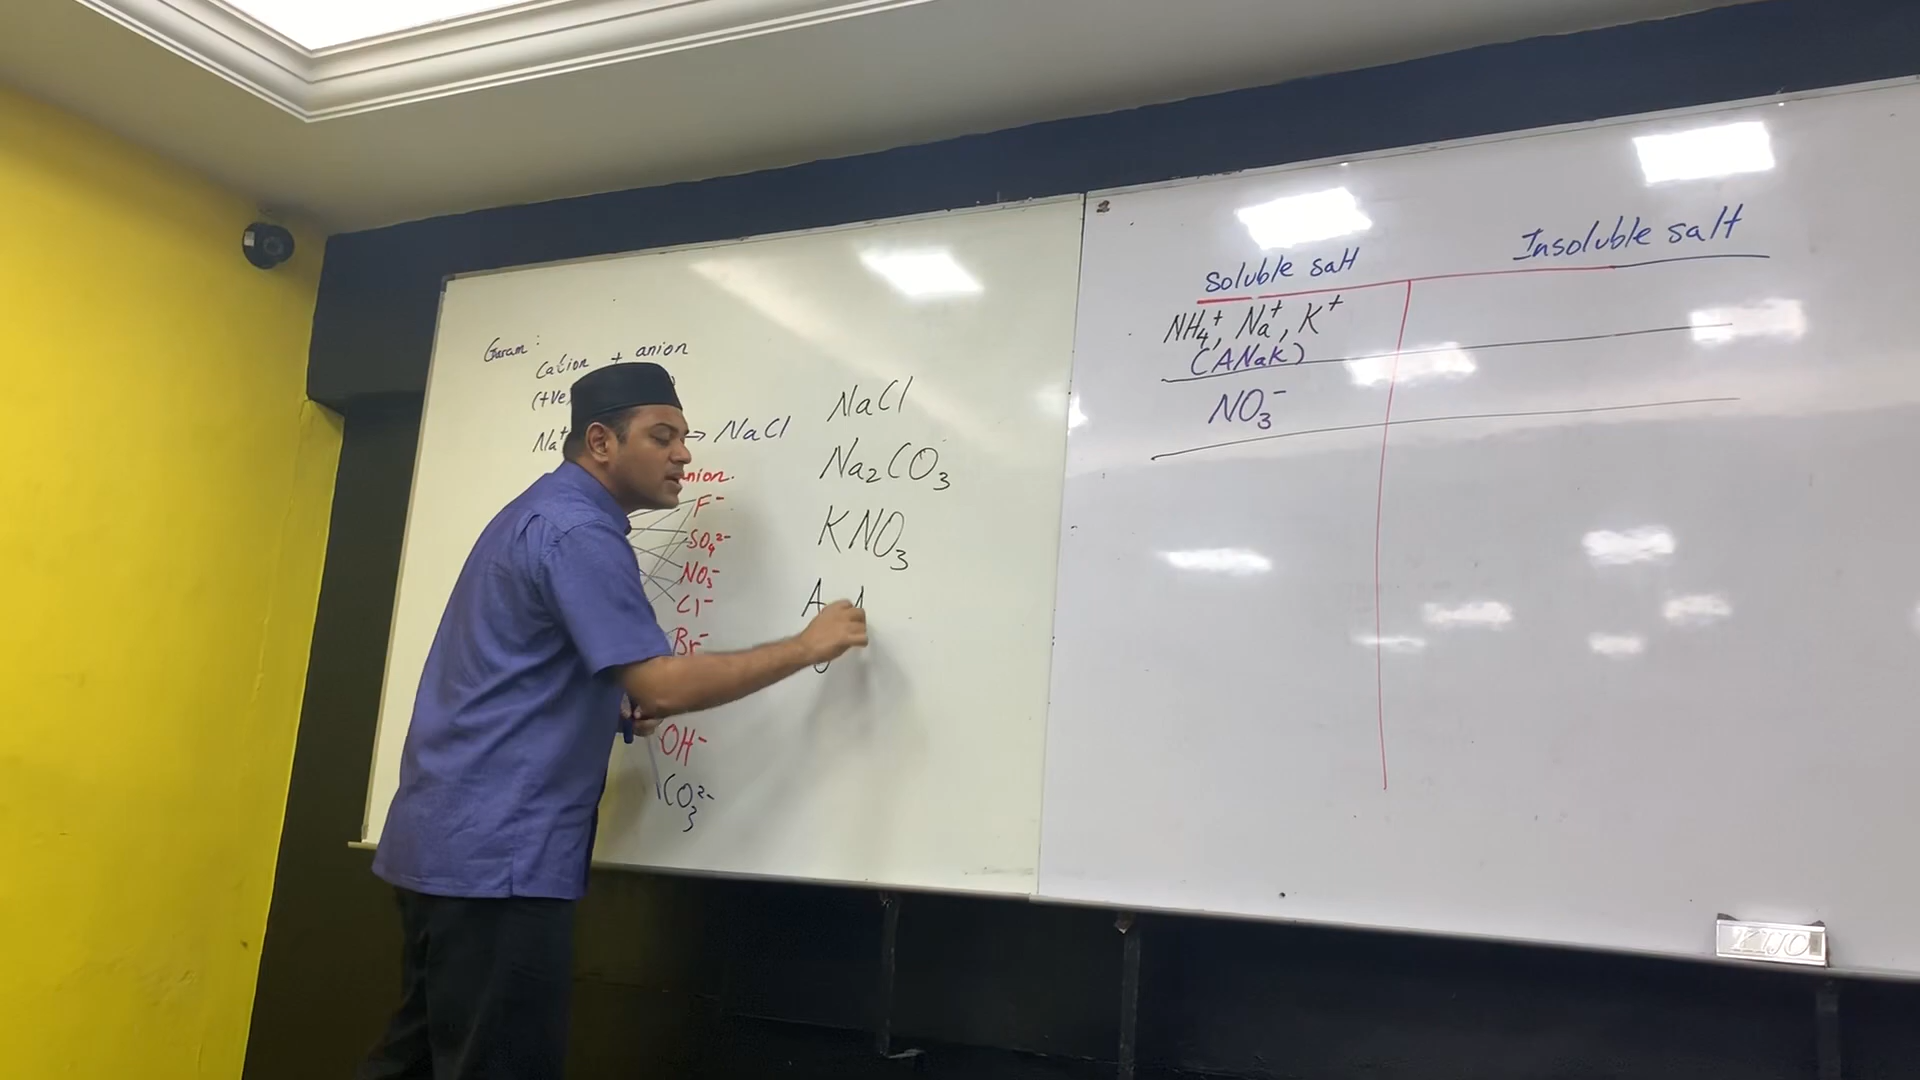 Garam:
Cation + anion
(+Ve)
Na+ → NaCl
anion.
F⁻
SO₄²⁻
NO₃⁻
Cl⁻
Br⁻
OH⁻
CO₃²⁻
NaCl
Na₂CO₃
KNO₃
Soluble salt
Insoluble salt
NH₄⁺, Na⁺, K⁺
(ANaK)
NO₃⁻